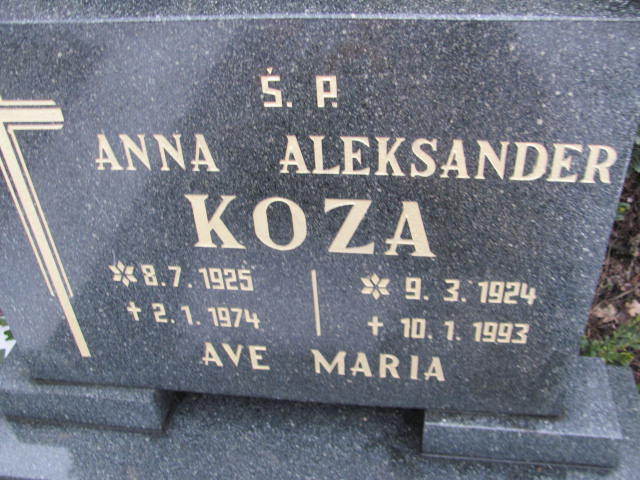 Ś. P.
ANNA ALEKSANDER
KOZA
* 8.7.1925 * 9.3.1924
+ 2.1.1974 + 10.1.1993
AVE MARIA